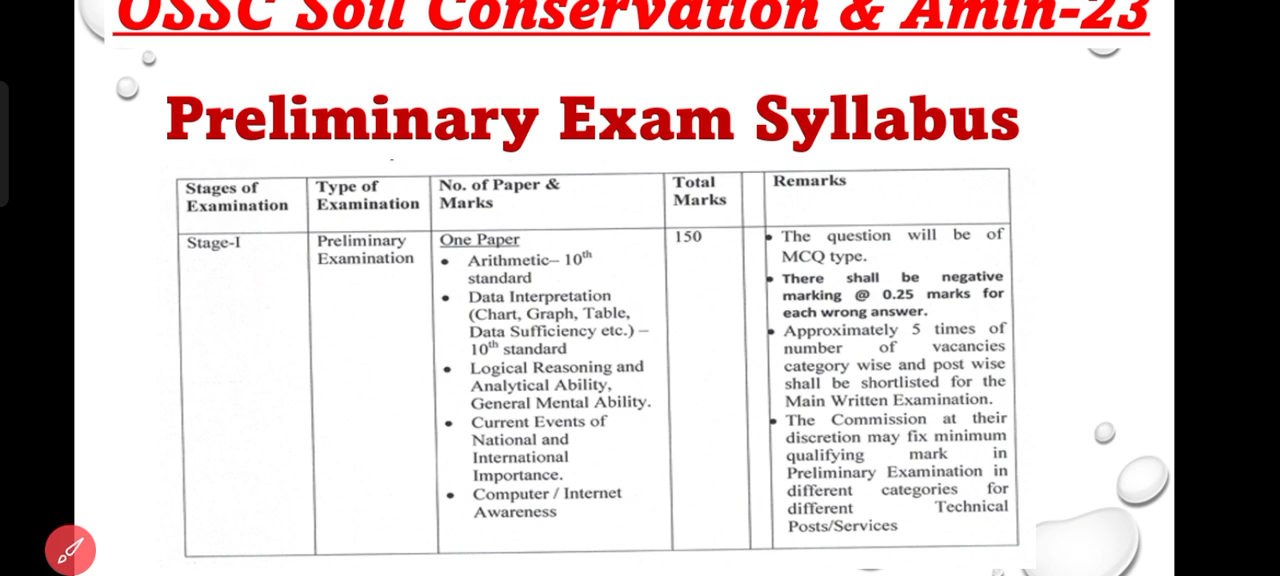 OSSC Soil Conservation & Amin-23
Preliminary Exam Syllabus
Stages of
Examination
Type of
Examination
No. of Paper &
Marks
Total
Marks
Remarks
Stage-I
Preliminary
Examination
One Paper
• Arithmetic– 10th
standard
• Data Interpretation
(Chart, Graph, Table,
Data Sufficiency etc.) –
10th standard
• Logical Reasoning and
Analytical Ability,
General Mental Ability.
• Current Events of
National and
International
Importance.
• Computer / Internet
Awareness
150
• The question will be of
MCQ type.
• There shall be negative
marking @ 0.25 marks for
each wrong answer.
• Approximately 5 times of
number of vacancies
category wise and post wise
shall be shortlisted for the
Main Written Examination.
• The Commission at their
discretion may fix minimum
qualifying mark in
Preliminary Examination in
different categories for
different Technical
Posts/Services